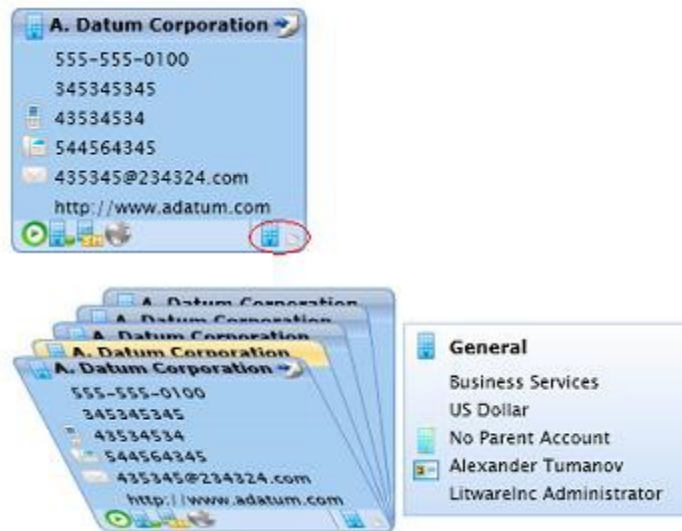 A. Datum Corporation
555-555-0100
345345345
43534534
544564345
435345@234324.com
http://www.adatum.com
A. Datum Corporation
A. Datum Corporation
A. Datum Corporation
A. Datum Corporation
A. Datum Corporation
555-555-0100
345345345
43534534
544564345
435345@234324.com
http://www.adatum.com
General
Business Services
US Dollar
No Parent Account
Alexander Tumanov
LitwareInc Administrator